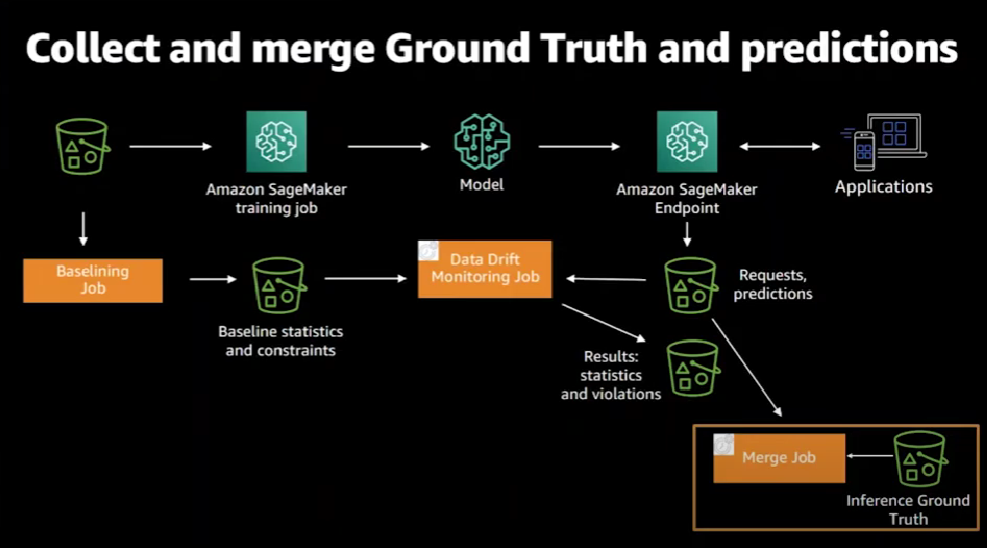 Collect and merge Ground Truth and predictions
Amazon SageMaker
training job
Model
Amazon SageMaker
Endpoint
Applications
Baselining
Job
Baseline statistics
and constraints
Data Drift
Monitoring Job
Requests,
predictions
Results:
statistics
and violations
Merge Job
Inference Ground
Truth